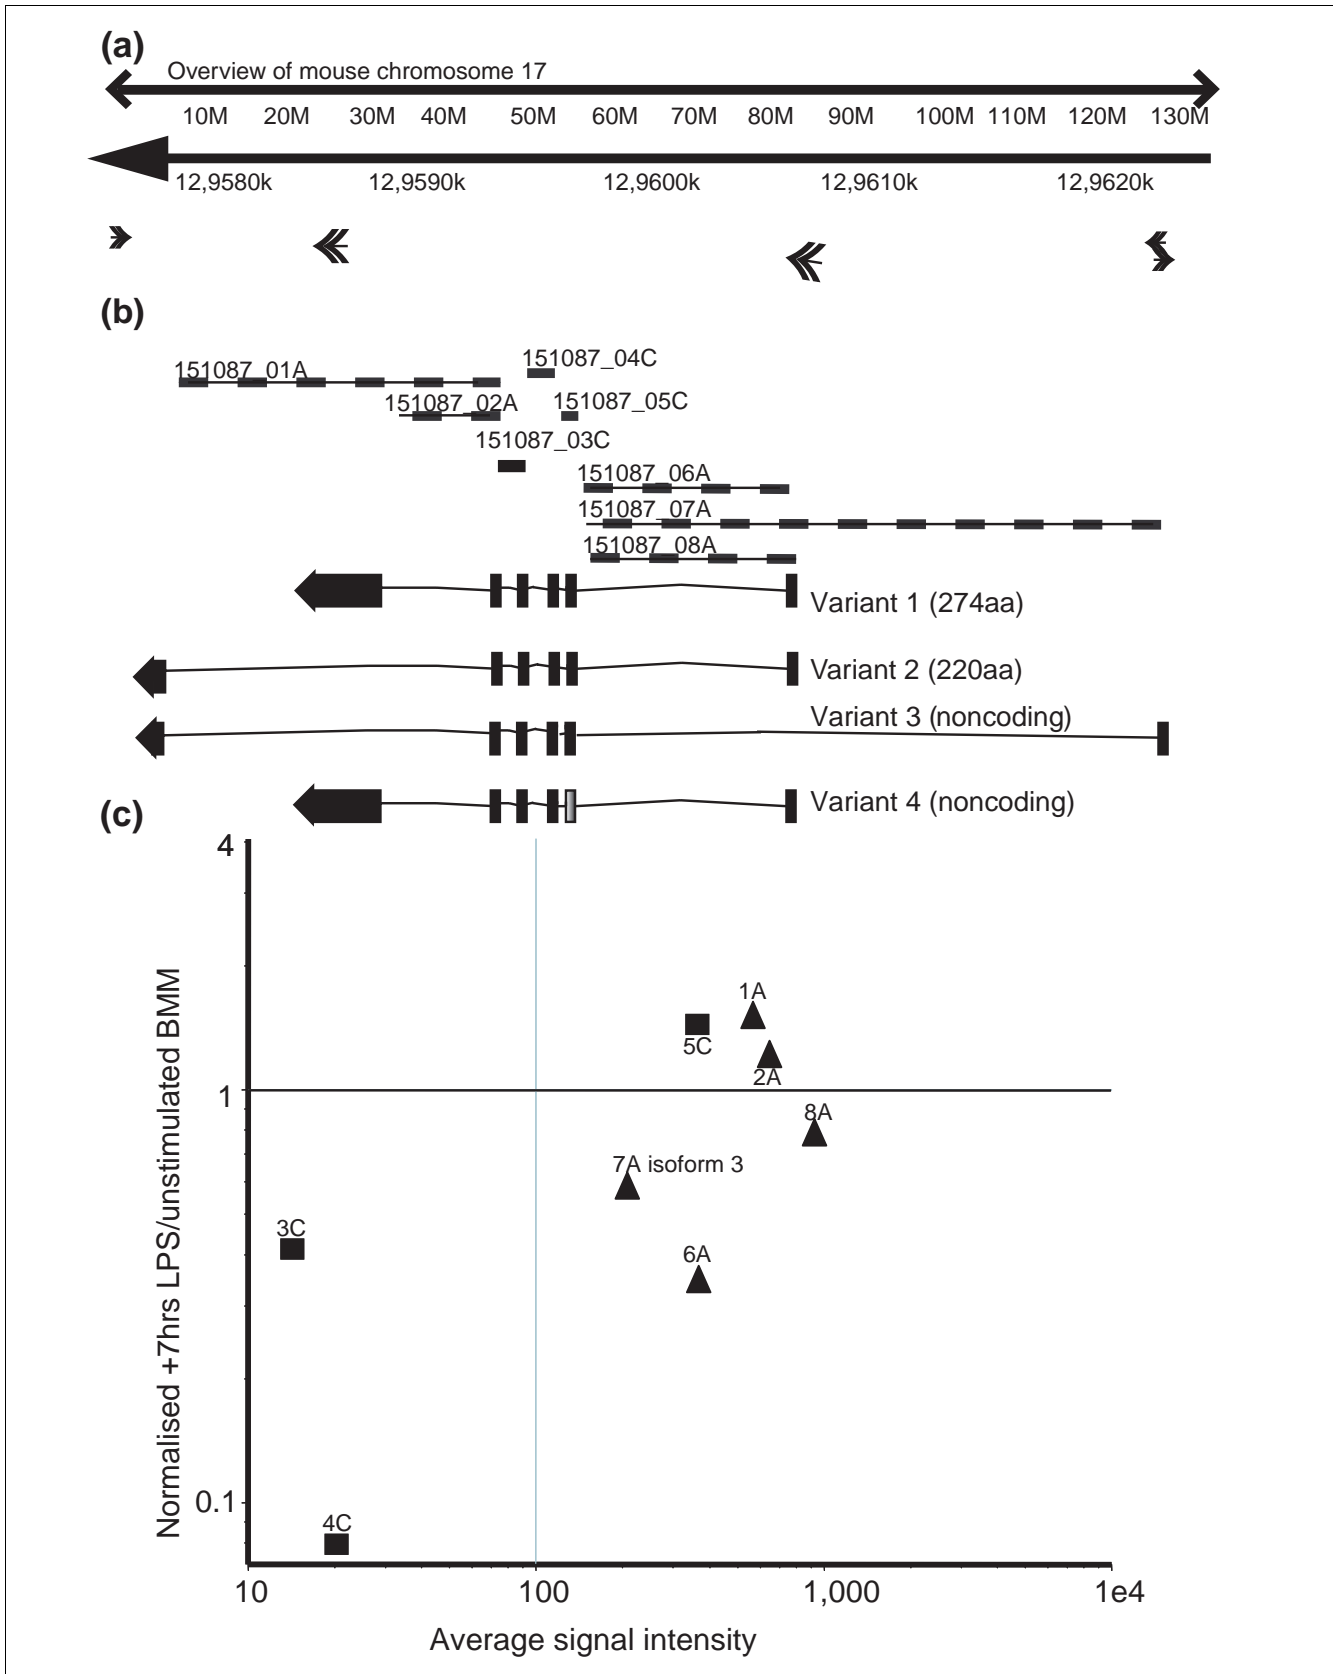 (a)
Overview of mouse chromosome 17
10M 20M 30M 40M 50M 60M 70M 80M 90M 100M 110M 120M 130M
12,9580k 12,9590k 12,9600k 12,9610k 12,9620k
(b)
151087_04C
151087_01A
151087_02A 151087_05C
151087_03C
151087_06A
151087_07A
151087_08A
Variant 1 (274aa)
Variant 2 (220aa)
Variant 3 (noncoding)
Variant 4 (noncoding)
(c)
4
1
0.1
Normalised +7hrs LPS/unstimulated BMM
1A
5C
2A
8A
7A isoform 3
3C
6A
4C
10 100 1,000 1e4
Average signal intensity